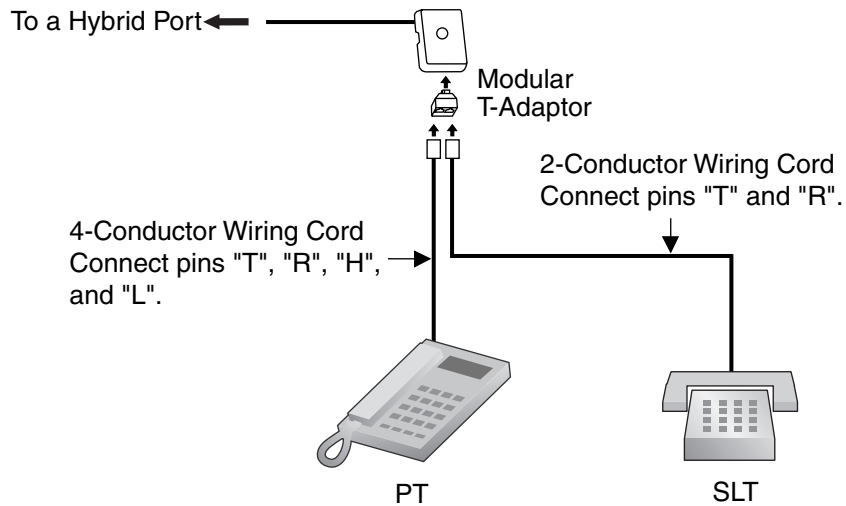 To a Hybrid Port
Modular
T-Adaptor
2-Conductor Wiring Cord
Connect pins "T" and "R".
4-Conductor Wiring Cord
Connect pins "T", "R", "H",
and "L".
PT
SLT